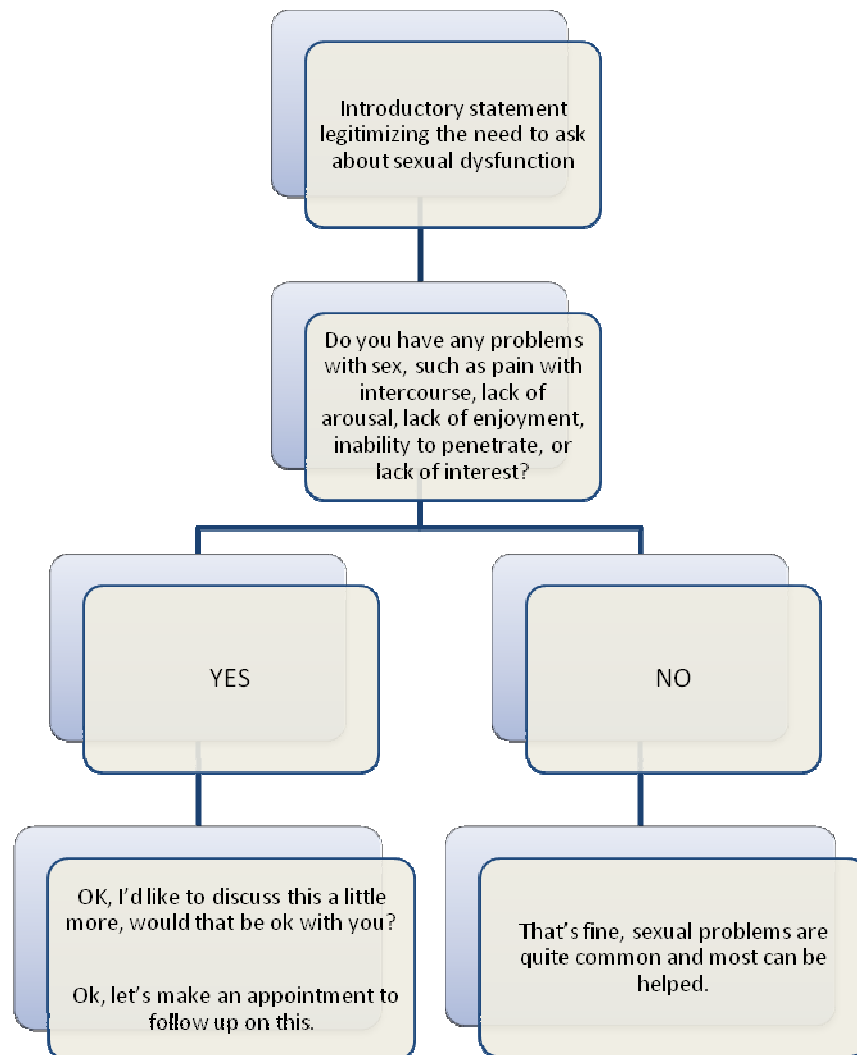 Introductory statement
legitimizing the need to ask
about sexual dysfunction
Do you have any problems
with sex, such as pain with
intercourse, lack of
arousal, lack of enjoyment,
inability to penetrate, or
lack of interest?
YES
NO
OK, I’d like to discuss this a little
more, would that be ok with you?
Ok, let’s make an appointment to
follow up on this.
That’s fine, sexual problems are
quite common and most can be
helped.